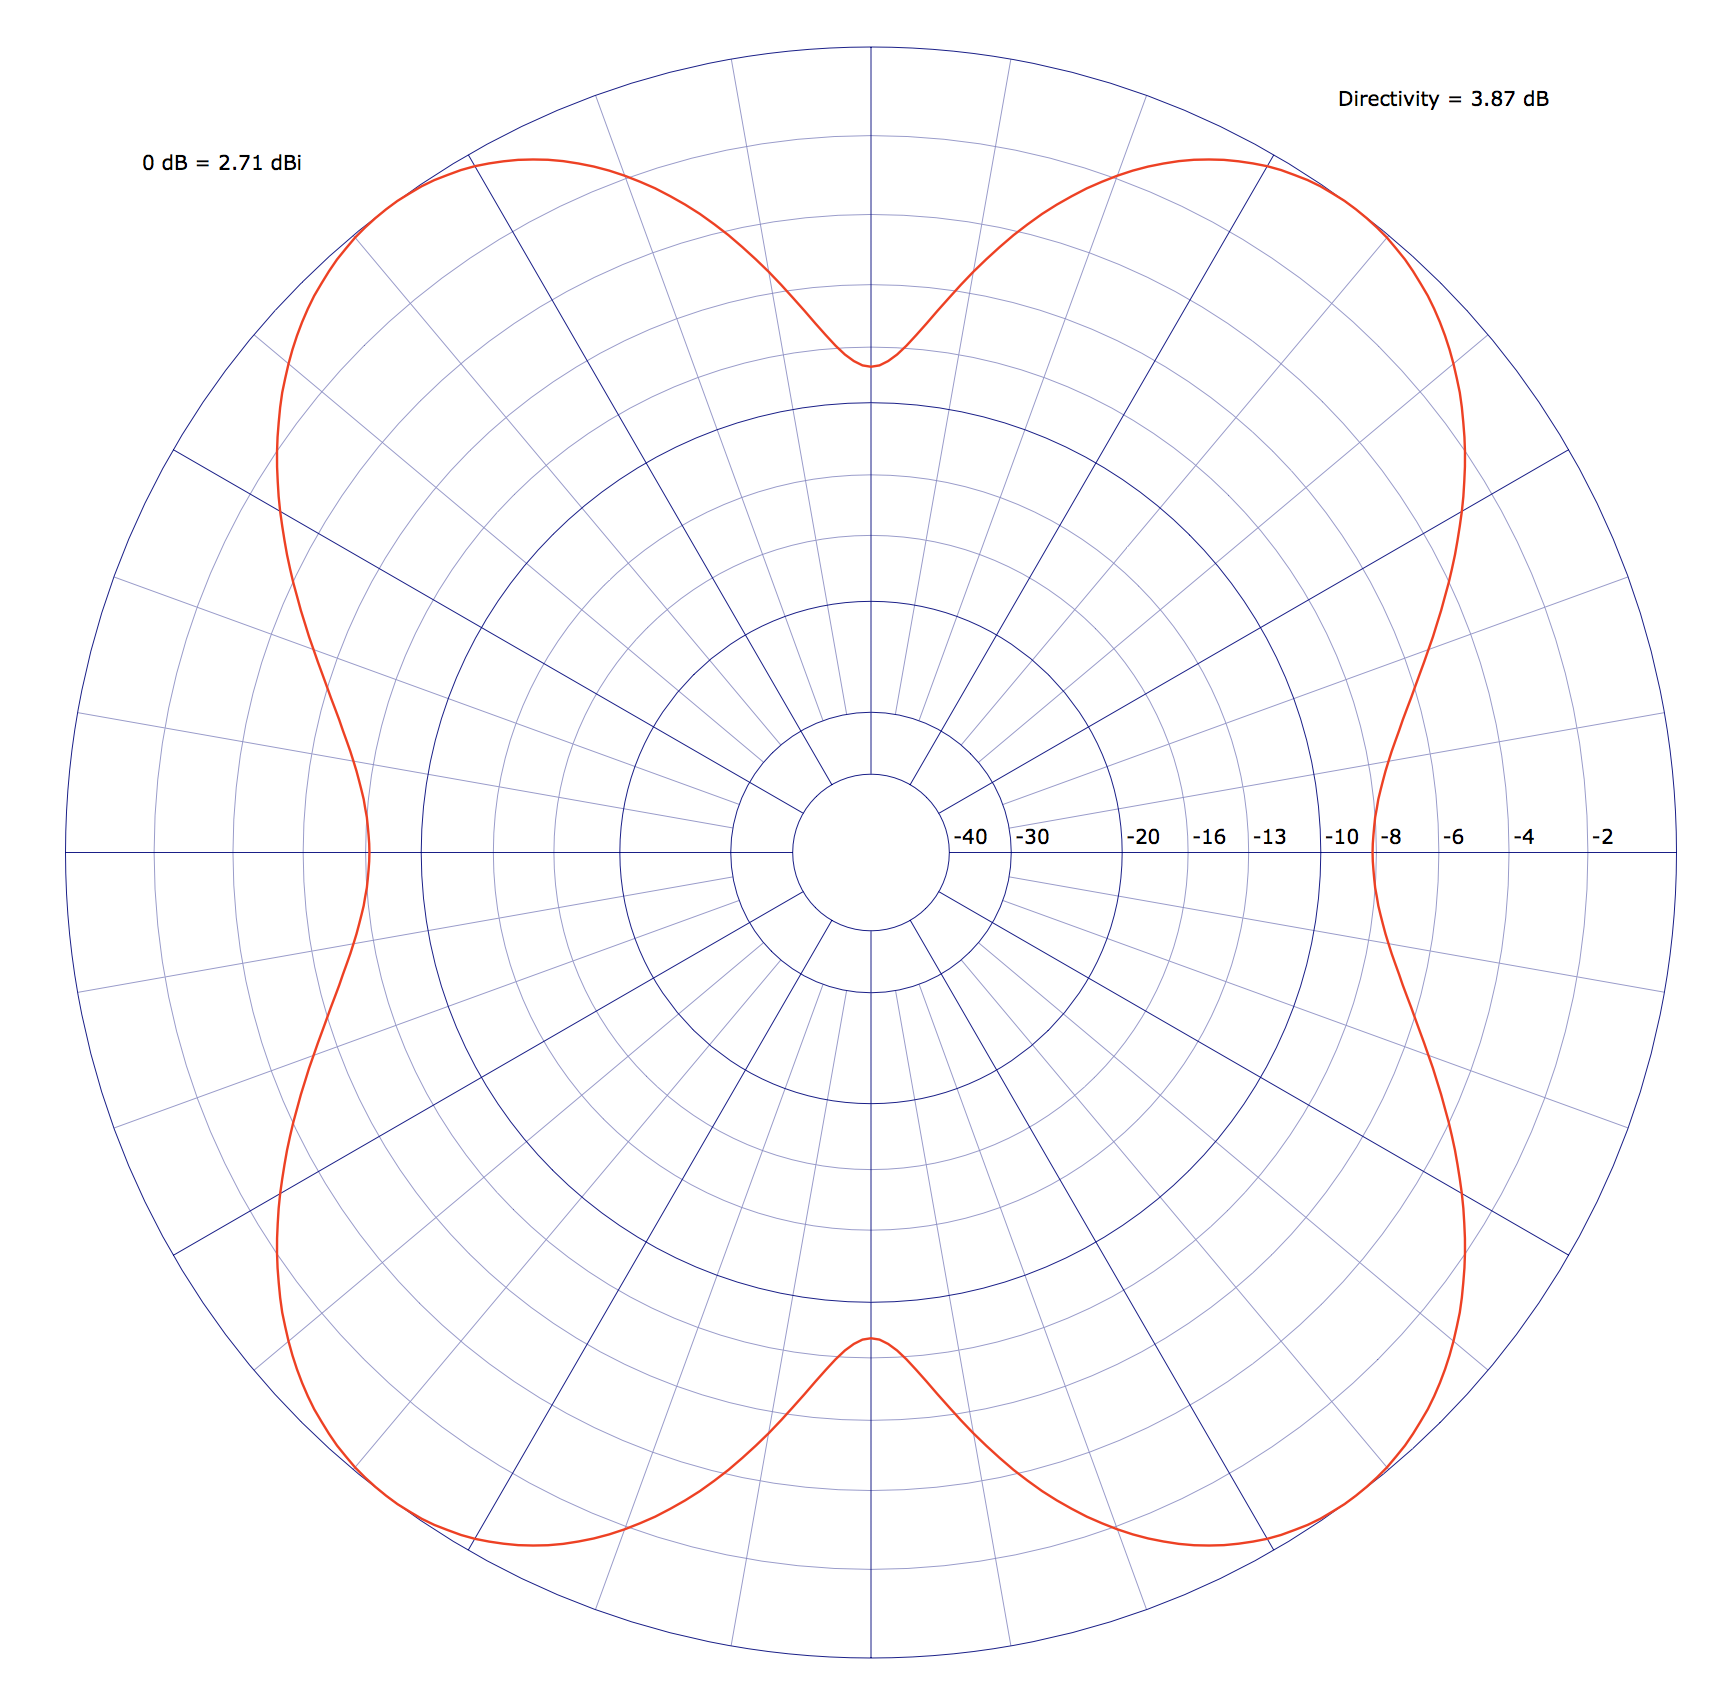 Directivity = 3.87 dB
0 dB = 2.71 dBi
-40 -30 -20 -16 -13 -10 -8 -6 -4 -2